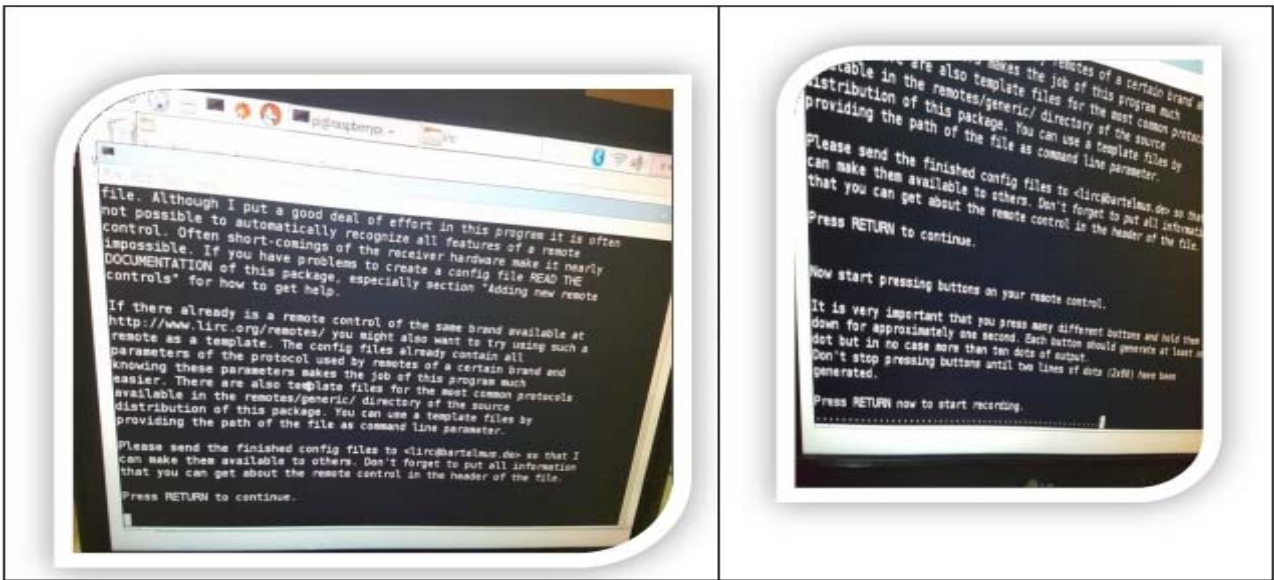 pi@raspberrypi ~
lirc
file. Although I put a good deal of effort in this program it is often
not possible to automatically recognize all features of a remote
control. Often short-comings of the receiver hardware make it nearly
impossible. If you have problems to create a config file READ THE
DOCUMENTATION of this package, especially section "Adding new remote
controls" for how to get help.
If there already is a remote control of the same brand available at
http://www.lirc.org/remotes/ you might also want to try using such a
remote as a template. The config files already contain all
parameters of the protocol used by remotes of a certain brand and
knowing these parameters makes the job of this program much
easier. There are also template files for the most common protocols
available in the remotes/generic/ directory of the source
distribution of this package. You can use a template files by
providing the path of the file as command line parameter.
Please send the finished config files to <lirc@bartelmus.de> so that I
can make them available to others. Don't forget to put all information
that you can get about the remote control in the header of the file.
Press RETURN to continue.
remotes of a certain brand
makes the job of this program much
are also template files for the most common protoco
in the remotes/generic/ directory of the source
distribution of this package. You can use a template files by
providing the path of the file as command line parameter.
Please send the finished config files to <lirc@bartelmus.de> so that
can make them available to others. Don't forget to put all informati
that you can get about the remote control in the header of the file.
Press RETURN to continue.
Now start pressing buttons on your remote control.
It is very important that you press many different buttons and hold them
down for approximately one second. Each button should generate at least
dot but in no case more than ten dots of output.
Don't stop pressing buttons until two lines of dots (2x80) have been
generated.
Press RETURN now to start recording.